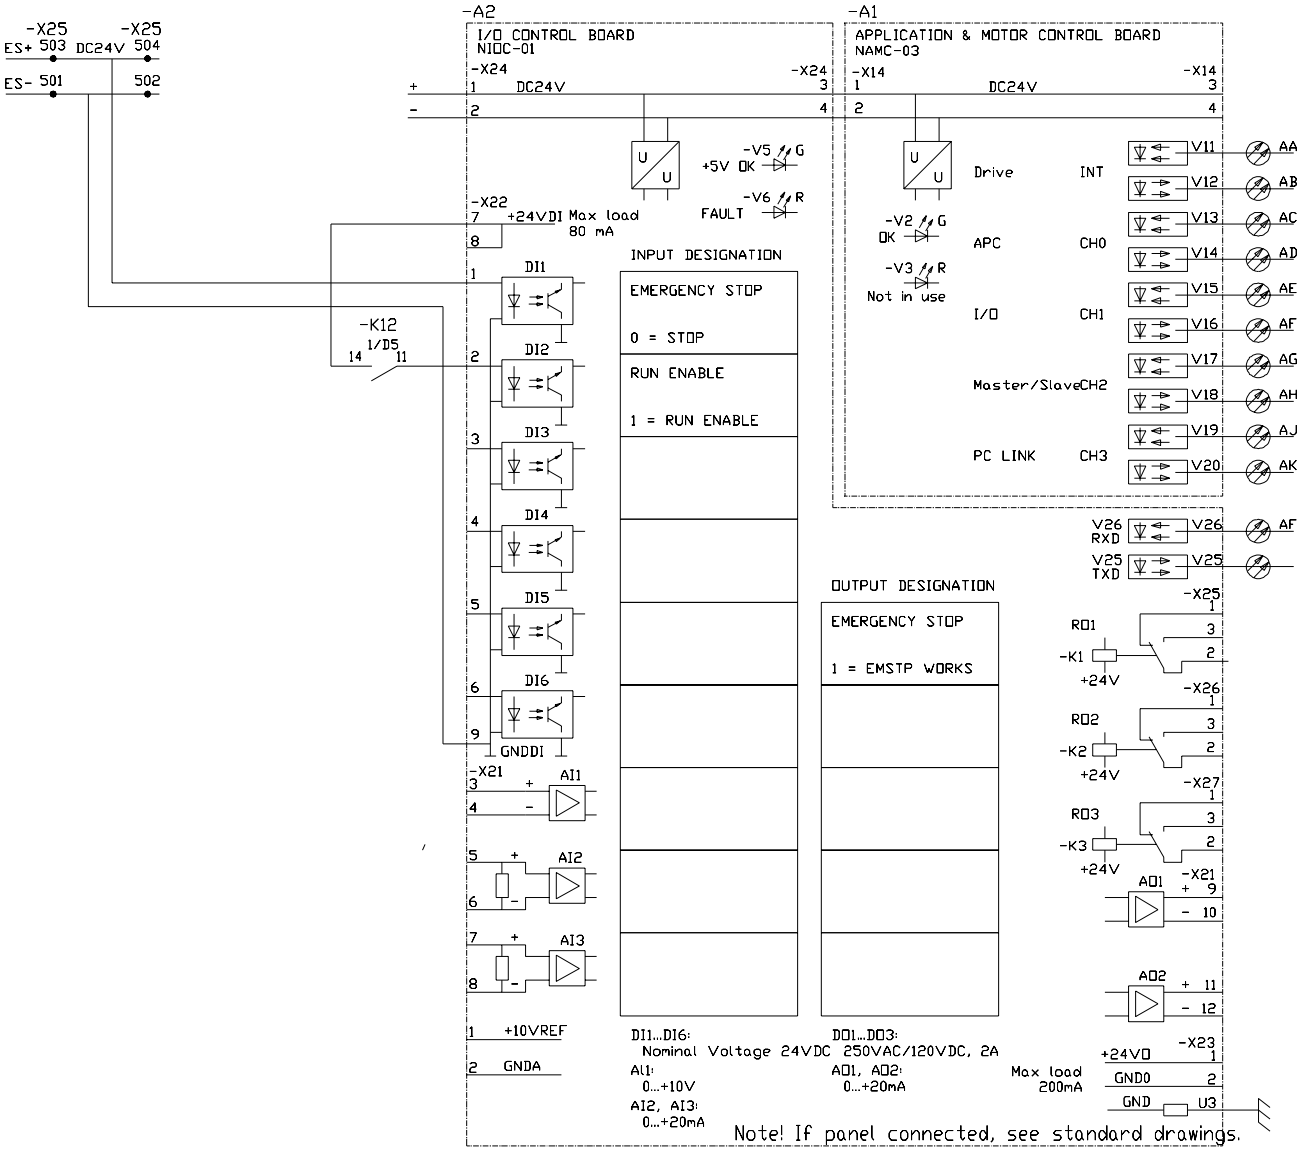 -A2
-A1
-X25 -X25
ES+ 503 DC24V 504
ES- 501 502
I/O CONTROL BOARD
NIOC-01
-X24 -X24
+ 1 DC24V 3
- 2 4
APPLICATION & MOTOR CONTROL BOARD
NAMC-03
-X14 -X14
1 DC24V 3
2 4
U U
-V5 G
+5V OK
-V6 R
FAULT
-X22
7 +24VDI Max load
8 80 mA
U U
-V2 G
OK
-V3 R
Not in use
Drive INT
APC CH0
I/O CH1
Master/Slave CH2
PC LINK CH3
V11 AA
V12 AB
V13 AC
V14 AD
V15 AE
V16 AF
V17 AG
V18 AH
V19 AJ
V20 AK
V26 V26 AF
RXD
V25 V25
TXD
INPUT DESIGNATION
EMERGENCY STOP
0 = STOP
RUN ENABLE
1 = RUN ENABLE
1 DI1
-K12
1/D5
14 11
2 DI2
3 DI3
4 DI4
5 DI5
6 DI6
9 GNDDI
OUTPUT DESIGNATION
EMERGENCY STOP
1 = EMSTP WORKS
-X25
1
RO1 3
-K1 2
+24V
-X26
1
RO2 3
-K2 2
+24V
-X27
1
RO3 3
-K3 2
+24V
-X21
3 + AI1
4 -
5 + AI2
6 -
7 + AI3
8 -
1 +10VREF
2 GNDA
-X21
AO1 + 9
- 10
AO2 + 11
- 12
-X23
+24VO 1
Max load GNDO 2
200mA
GND U3
DI1...DI6:
Nominal Voltage 24VDC
AI1:
0...+10V
AI2, AI3:
0...+20mA
DO1...DO3:
250VAC/120VDC, 2A
AO1, AO2:
0...+20mA
Note! If panel connected, see standard drawings.